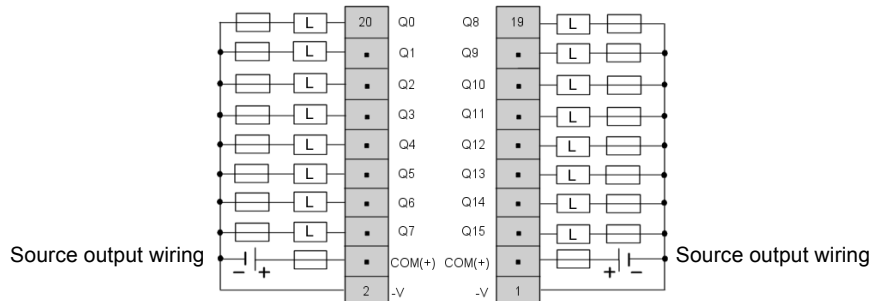 L 20 Q0 Q8 19 L
L Q1 Q9 L
L Q2 Q10 L
L Q3 Q11 L
L Q4 Q12 L
L Q5 Q13 L
L Q6 Q14 L
L Q7 Q15 L
Source output wiring − + COM(+) COM(+) + − Source output wiring
2 -V -V 1